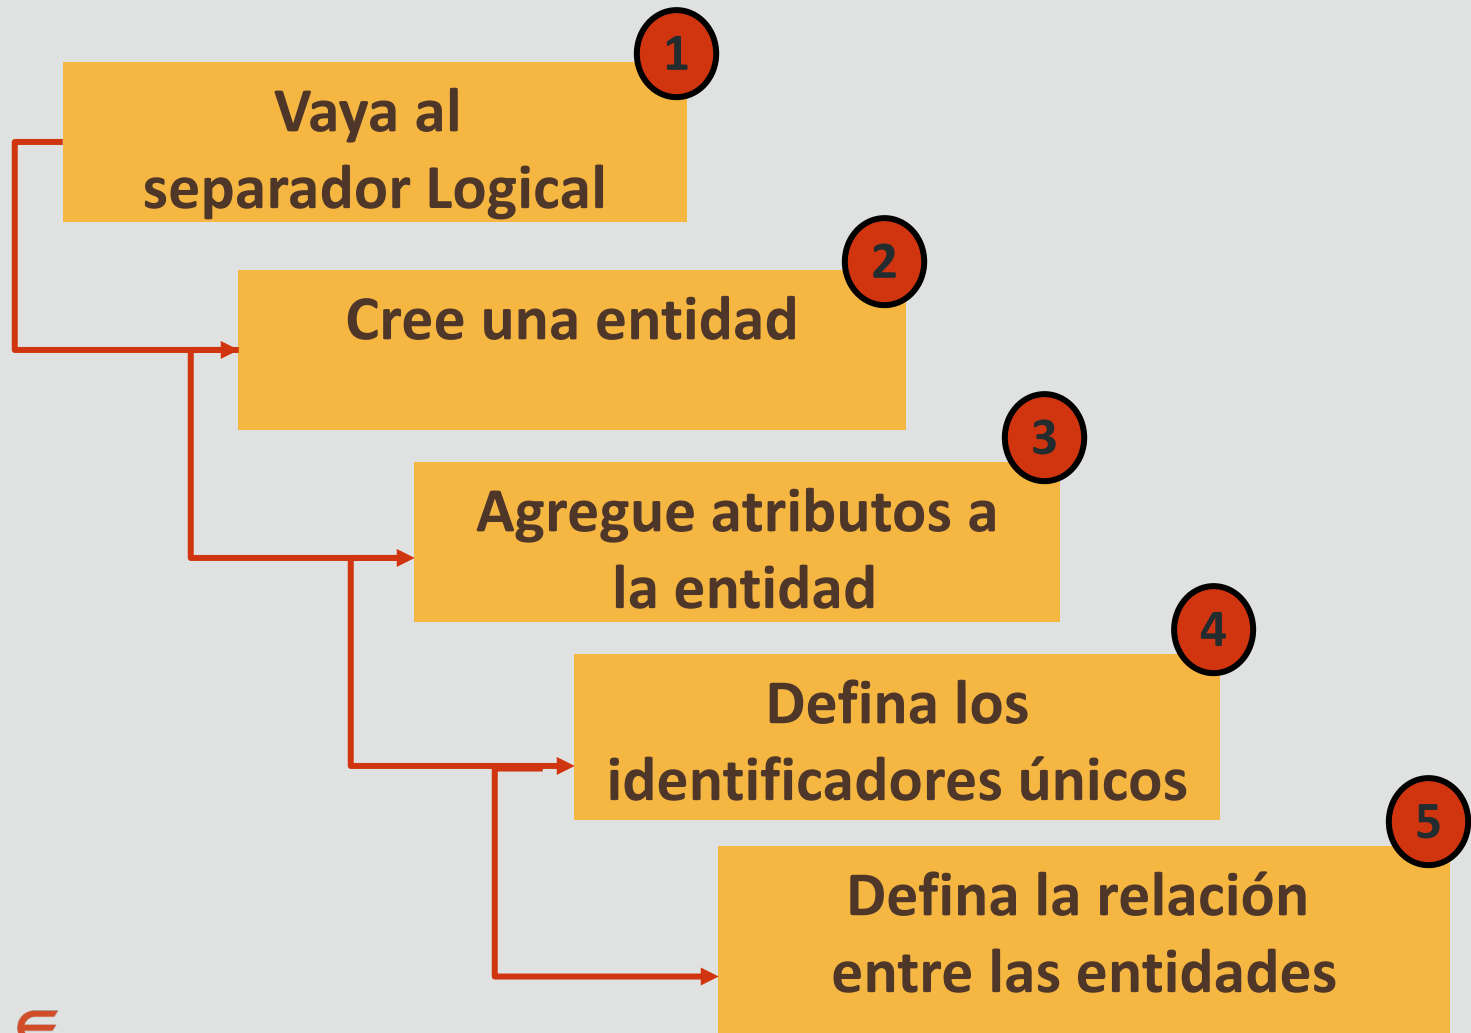 1
Vaya al
separador Logical
2
Cree una entidad
3
Agregue atributos a
la entidad
4
Defina los
identificadores únicos
5
Defina la relación
entre las entidades